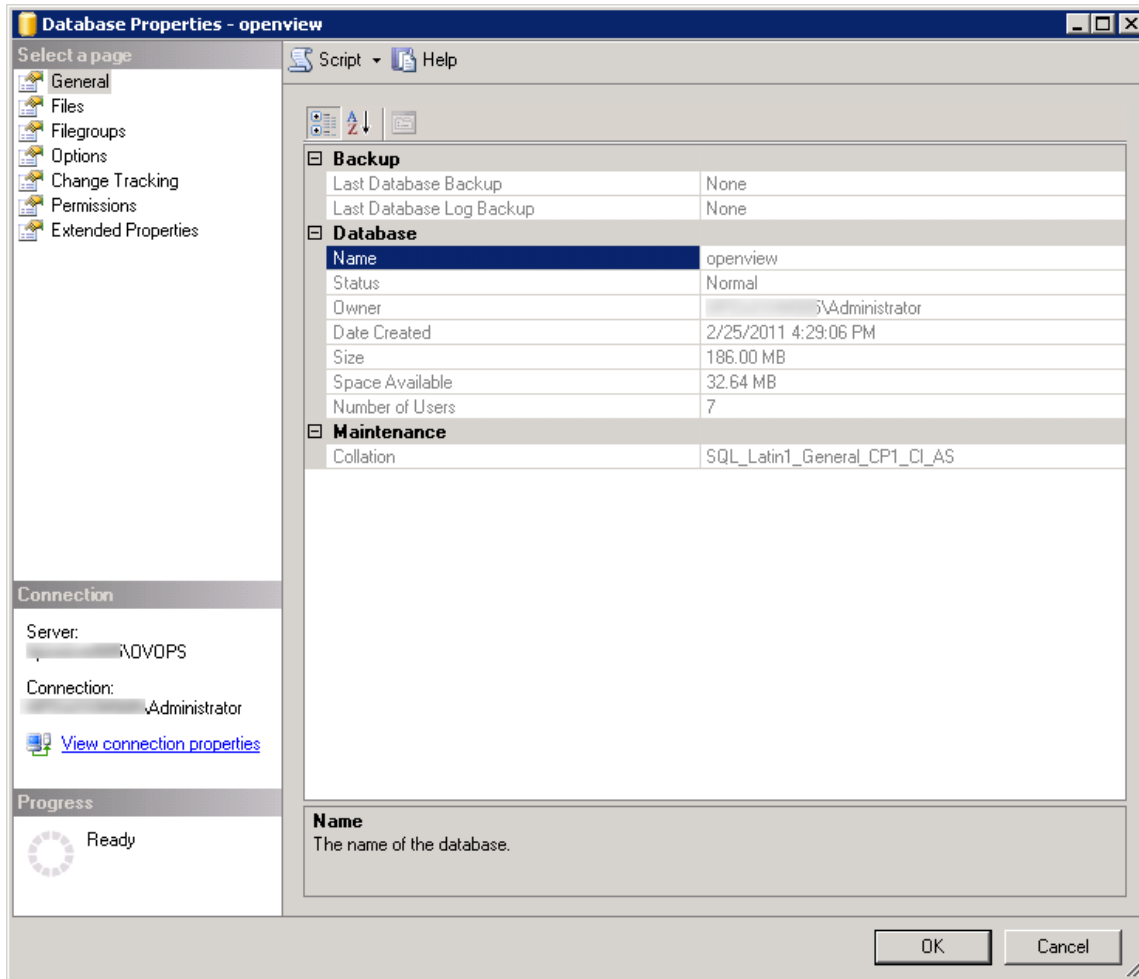 Database Properties - openview
Select a page
General
Files
Filegroups
Options
Change Tracking
Permissions
Extended Properties
Script
Help
Backup
Last Database Backup None
Last Database Log Backup None
Database
Name openview
Status Normal
Owner \Administrator
Date Created 2/25/2011 4:29:06 PM
Size 186.00 MB
Space Available 32.64 MB
Number of Users 7
Maintenance
Collation SQL_Latin1_General_CP1_CI_AS
Connection
Server:
\OVOPS
Connection:
\Administrator
View connection properties
Progress
Ready
Name
The name of the database.
OK Cancel